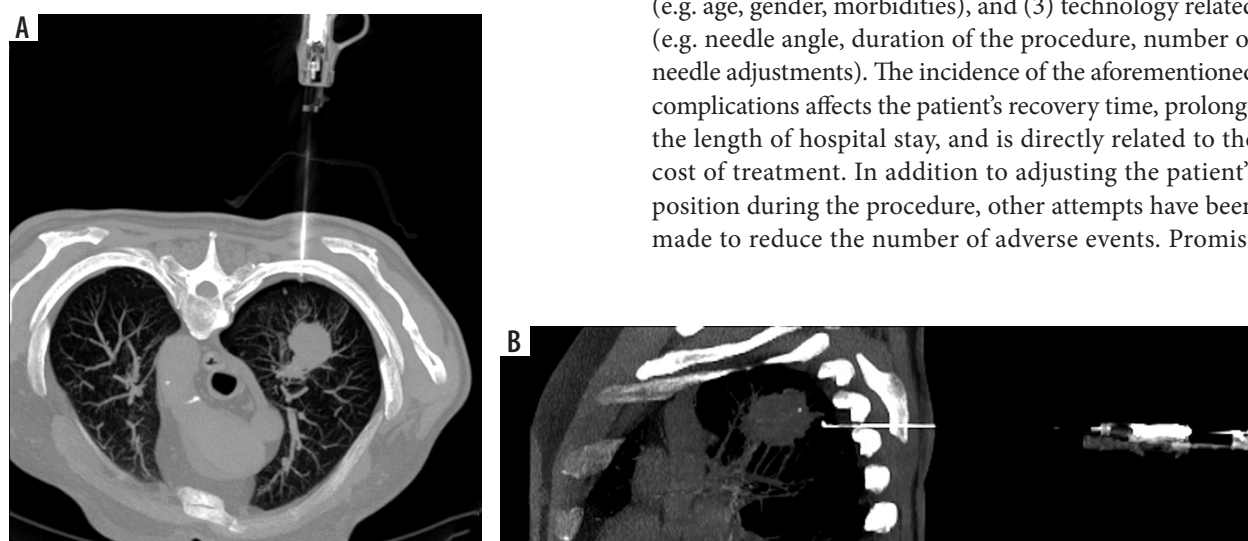 A
(e.g. age, gender, morbidities), and (3) technology related
(e.g. needle angle, duration of the procedure, number o
needle adjustments). The incidence of the aforementioned
complications affects the patient's recovery time, prolong
the length of hospital stay, and is directly related to the
cost of treatment. In addition to adjusting the patient'
position during the procedure, other attempts have been
made to reduce the number of adverse events. Promis
B